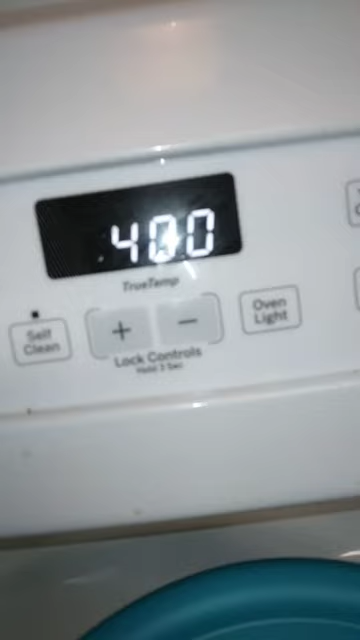 400
TrueTemp
Self
Clean
+ −
Oven
Light
Lock Controls
Hold 3 Sec